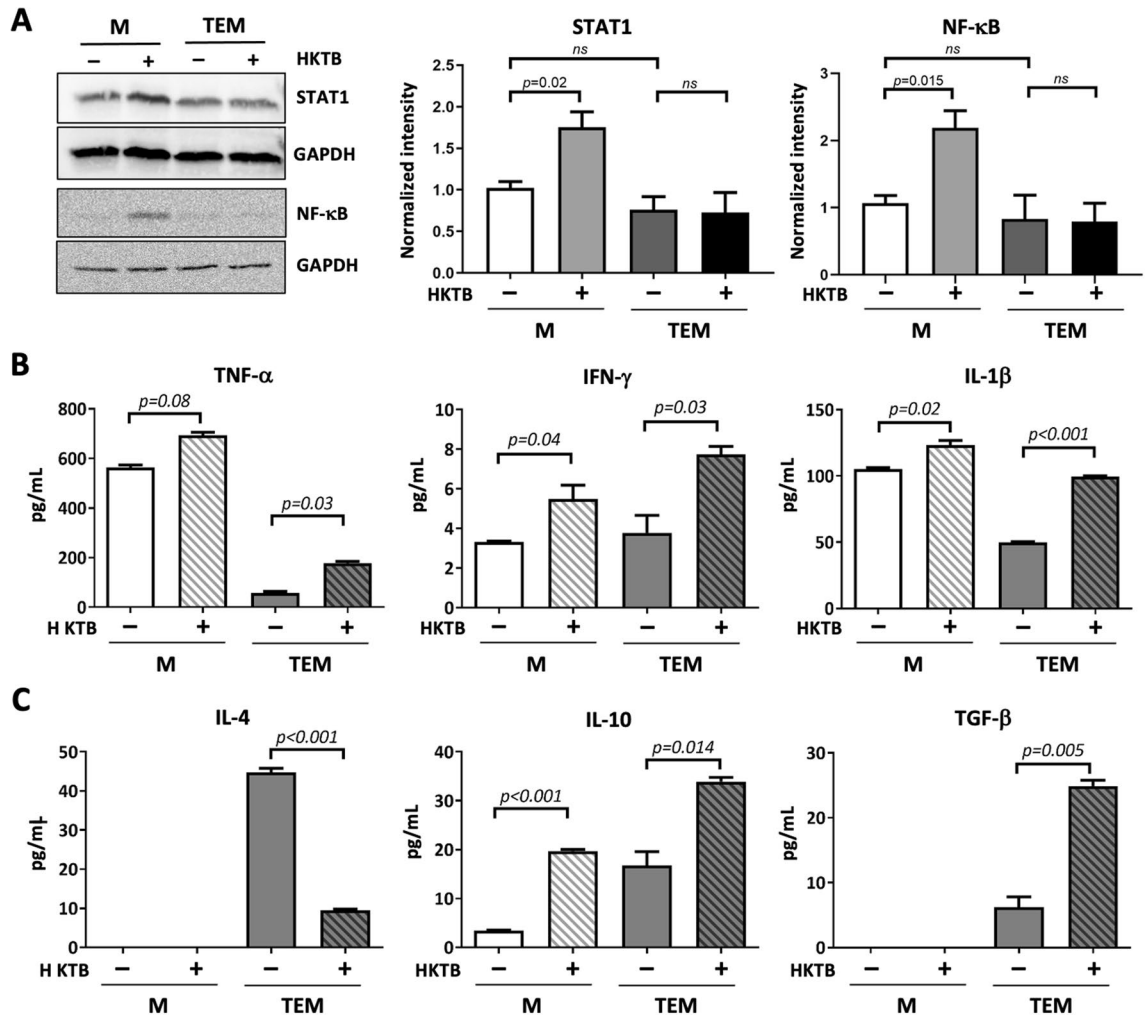 A
M TEM
– + – + HKTB
STAT1
GAPDH
NF-κB
GAPDH
STAT1
Normalized intensity
2.5
2.0
1.5
1.0
0.5
0.0
ns
p=0.02
ns
HKTB – + – +
M TEM
NF-κB
Normalized intensity
3
2
1
0
ns
p=0.015
ns
HKTB – + – +
M TEM
B
TNF-α
pg/mL
800
600
400
200
0
p=0.08
p=0.03
H KTB – + – +
M TEM
IFN-γ
pg/mL
10
8
6
4
2
0
p=0.04
p=0.03
HKTB – + – +
M TEM
IL-1β
pg/mL
150
100
50
0
p=0.02
p<0.001
HKTB – + – +
M TEM
C
IL-4
pg/mL
50
40
30
20
10
0
p<0.001
H KTB – + – +
M TEM
IL-10
pg/mL
40
30
20
10
0
p<0.001
p=0.014
HKTB – + – +
M TEM
TGF-β
pg/mL
30
20
10
0
p=0.005
HKTB – + – +
M TEM